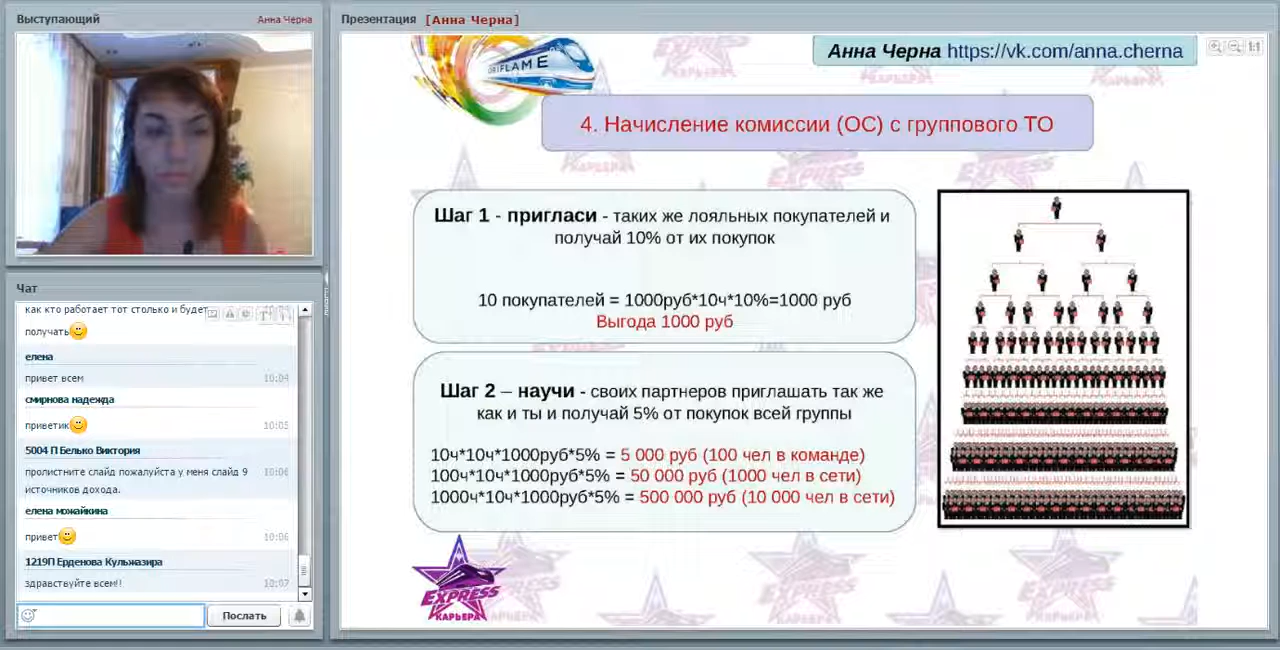 Выступающий
Анна Черна
Чат
как кто работает тот столько и будет
получать
елена
привет всем
10:04
смирнова надежда
приветик
10:05
5004 П Белько Виктория
пролистните слайд пожалуйста у меня слайд 9
10:06
источников дохода.
елена можайкина
привет
10:06
1219П Ерденова Кульжазира
здравствуйте всем!!
10:07
Послать
Презентация [Анна Черна]
ORIFLAME
Анна Черна https://vk.com/anna.cherna
1:1
4. Начисление комиссии (ОС) с группового ТО
Шаг 1 - пригласи - таких же лояльных покупателей и
получай 10% от их покупок
10 покупателей = 1000руб*10ч*10%=1000 руб
Выгода 1000 руб
Шаг 2 – научи - своих партнеров приглашать так же
как и ты и получай 5% от покупок всей группы
10ч*10ч*1000руб*5% = 5 000 руб (100 чел в команде)
100ч*10ч*1000руб*5% = 50 000 руб (1000 чел в сети)
1000ч*10ч*1000руб*5% = 500 000 руб (10 000 чел в сети)
EXPRESS
КАРЬЕРА